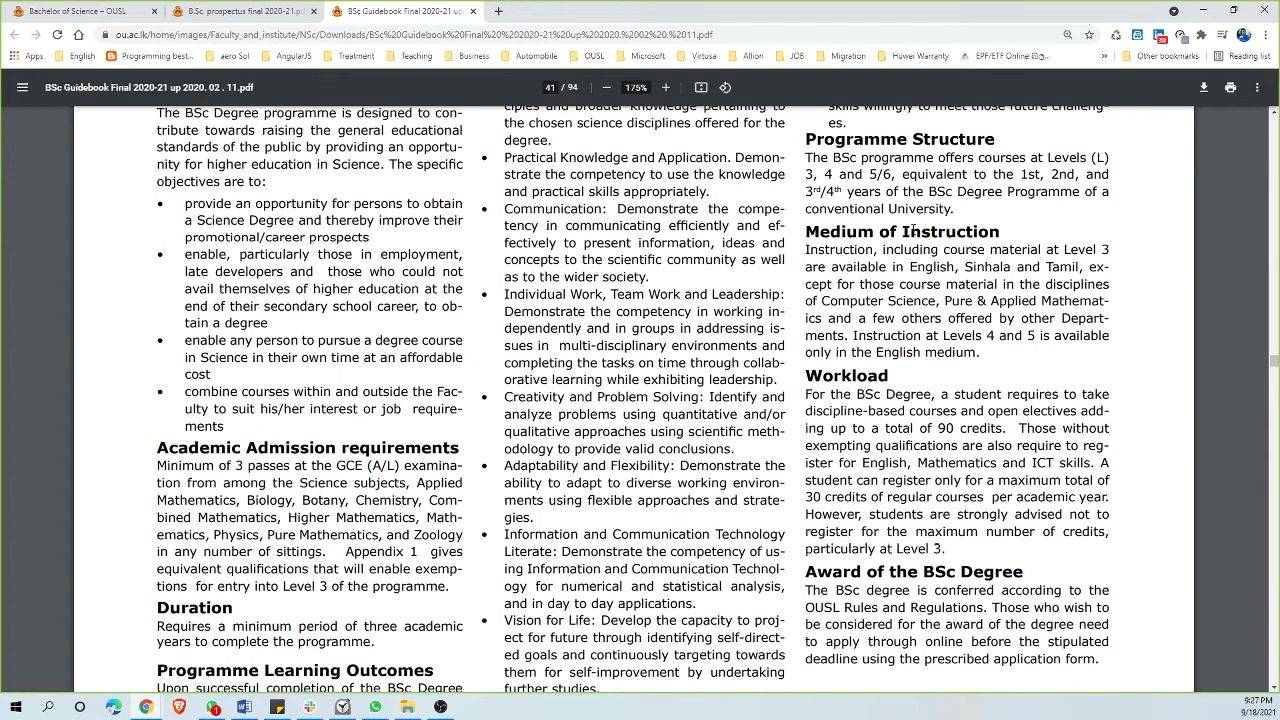 Bachelor of Science – OUSL
B.Sc. prospectus final 2020-21.pd
BSc Guidebook Final 2020-21 up
ou.ac.lk/home/images/Faculty_and_institute/NSc/Downloads/BSc%20Guidebook%20Final%20%202020-21%20up%202020.%2002%20.%2011.pdf
Apps
English
Programming best...
aero Sol
AngularJS
Treatment
Teaching
Business
Automobile
OUSL
Microsoft
Virtusa
Allion
JOB
Migration
Huwei Warranty
Other bookmarks
Reading list
BSc Guidebook Final 2020-21 up 2020. 02 . 11.pdf
41 / 94
175%
The BSc Degree programme is designed to con-
tribute towards raising the general educational
standards of the public by providing an opportu-
nity for higher education in Science. The specific
objectives are to:
• provide an opportunity for persons to obtain
a Science Degree and thereby improve their
promotional/career prospects
• enable, particularly those in employment,
late developers and those who could not
avail themselves of higher education at the
end of their secondary school career, to ob-
tain a degree
• enable any person to pursue a degree course
in Science in their own time at an affordable
cost
• combine courses within and outside the Fac-
ulty to suit his/her interest or job require-
ments
Academic Admission requirements
Minimum of 3 passes at the GCE (A/L) examina-
tion from among the Science subjects, Applied
Mathematics, Biology, Botany, Chemistry, Com-
bined Mathematics, Higher Mathematics, Math-
ematics, Physics, Pure Mathematics, and Zoology
in any number of sittings. Appendix 1 gives
equivalent qualifications that will enable exemp-
tions for entry into Level 3 of the programme.
Duration
Requires a minimum period of three academic
years to complete the programme.
Programme Learning Outcomes
Upon successful completion of the BSc Degree
ciples and broader knowledge pertaining to
the chosen science disciplines offered for the
degree.
• Practical Knowledge and Application. Demon-
strate the competency to use the knowledge
and practical skills appropriately.
• Communication: Demonstrate the compe-
tency in communicating efficiently and ef-
fectively to present information, ideas and
concepts to the scientific community as well
as to the wider society.
• Individual Work, Team Work and Leadership:
Demonstrate the competency in working in-
dependently and in groups in addressing is-
sues in multi-disciplinary environments and
completing the tasks on time through collab-
orative learning while exhibiting leadership.
• Creativity and Problem Solving: Identify and
analyze problems using quantitative and/or
qualitative approaches using scientific meth-
odology to provide valid conclusions.
• Adaptability and Flexibility: Demonstrate the
ability to adapt to diverse working environ-
ments using flexible approaches and strate-
gies.
• Information and Communication Technology
Literate: Demonstrate the competency of us-
ing Information and Communication Technol-
ogy for numerical and statistical analysis,
and in day to day applications.
• Vision for Life: Develop the capacity to proj-
ect for future through identifying self-direct-
ed goals and continuously targeting towards
them for self-improvement by undertaking
further studies.
skills willingly to meet those future challeng-
es.
Programme Structure
The BSc programme offers courses at Levels (L)
3, 4 and 5/6, equivalent to the 1st, 2nd, and
3rd/4th years of the BSc Degree Programme of a
conventional University.
Medium of Instruction
Instruction, including course material at Level 3
are available in English, Sinhala and Tamil, ex-
cept for those course material in the disciplines
of Computer Science, Pure & Applied Mathemat-
ics and a few others offered by other Depart-
ments. Instruction at Levels 4 and 5 is available
only in the English medium.
Workload
For the BSc Degree, a student requires to take
discipline-based courses and open electives add-
ing up to a total of 90 credits. Those without
exempting qualifications are also require to reg-
ister for English, Mathematics and ICT skills. A
student can register only for a maximum total of
30 credits of regular courses per academic year.
However, students are strongly advised not to
register for the maximum number of credits,
particularly at Level 3.
Award of the BSc Degree
The BSc degree is conferred according to the
OUSL Rules and Regulations. Those who wish to
be considered for the award of the degree need
to apply through online before the stipulated
deadline using the prescribed application form.
9:27 PM
9/18/2021